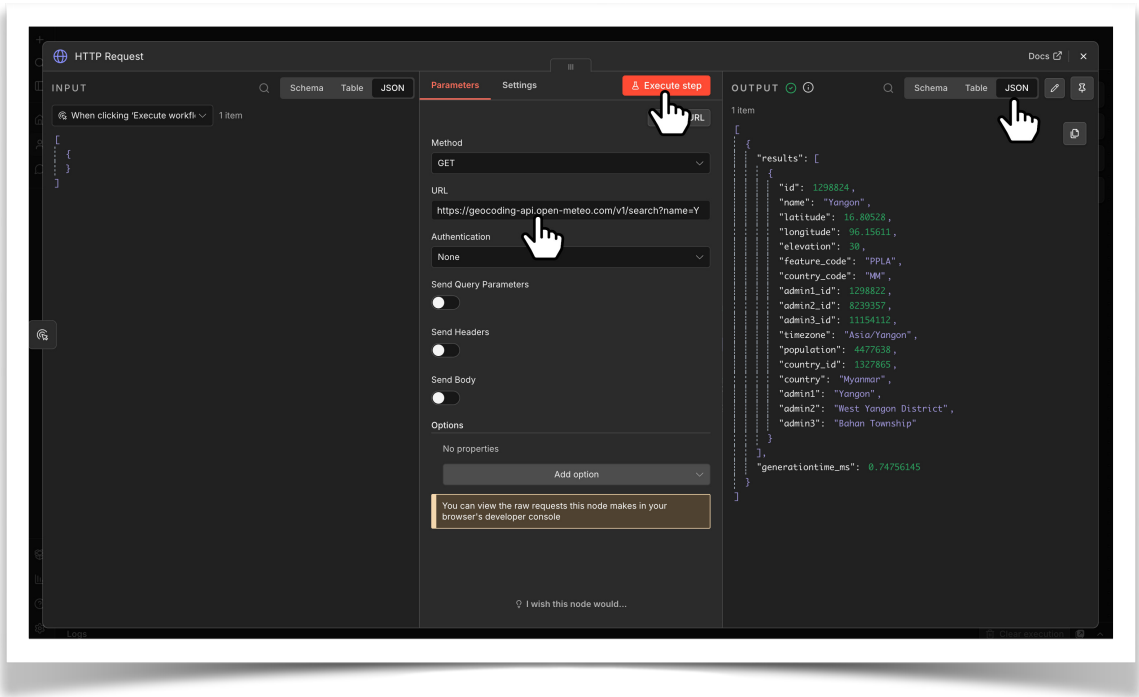 HTTP Request
Docs
INPUT
Schema Table JSON
When clicking 'Execute workfl
1 item
[
{
}
]
Parameters Settings
Execute step
URL
Method
GET
URL
https://geocoding-api.open-meteo.com/v1/search?name=Y
Authentication
None
Send Query Parameters
Send Headers
Send Body
Options
No properties
Add option
You can view the raw requests this node makes in your
browser's developer console
I wish this node would...
OUTPUT
Schema Table JSON
1 item
[
{
"results": [
{
"id": 1298824,
"name": "Yangon",
"latitude": 16.80528,
"longitude": 96.15611,
"elevation": 30,
"feature_code": "PPLA",
"country_code": "MM",
"admin1_id": 1298822,
"admin2_id": 8239357,
"admin3_id": 11154112,
"timezone": "Asia/Yangon",
"population": 4477638,
"country_id": 1327865,
"country": "Myanmar",
"admin1": "Yangon",
"admin2": "West Yangon District",
"admin3": "Bahan Township"
}
],
"generationtime_ms": 0.74756145
}
]
Logs
Clear execution